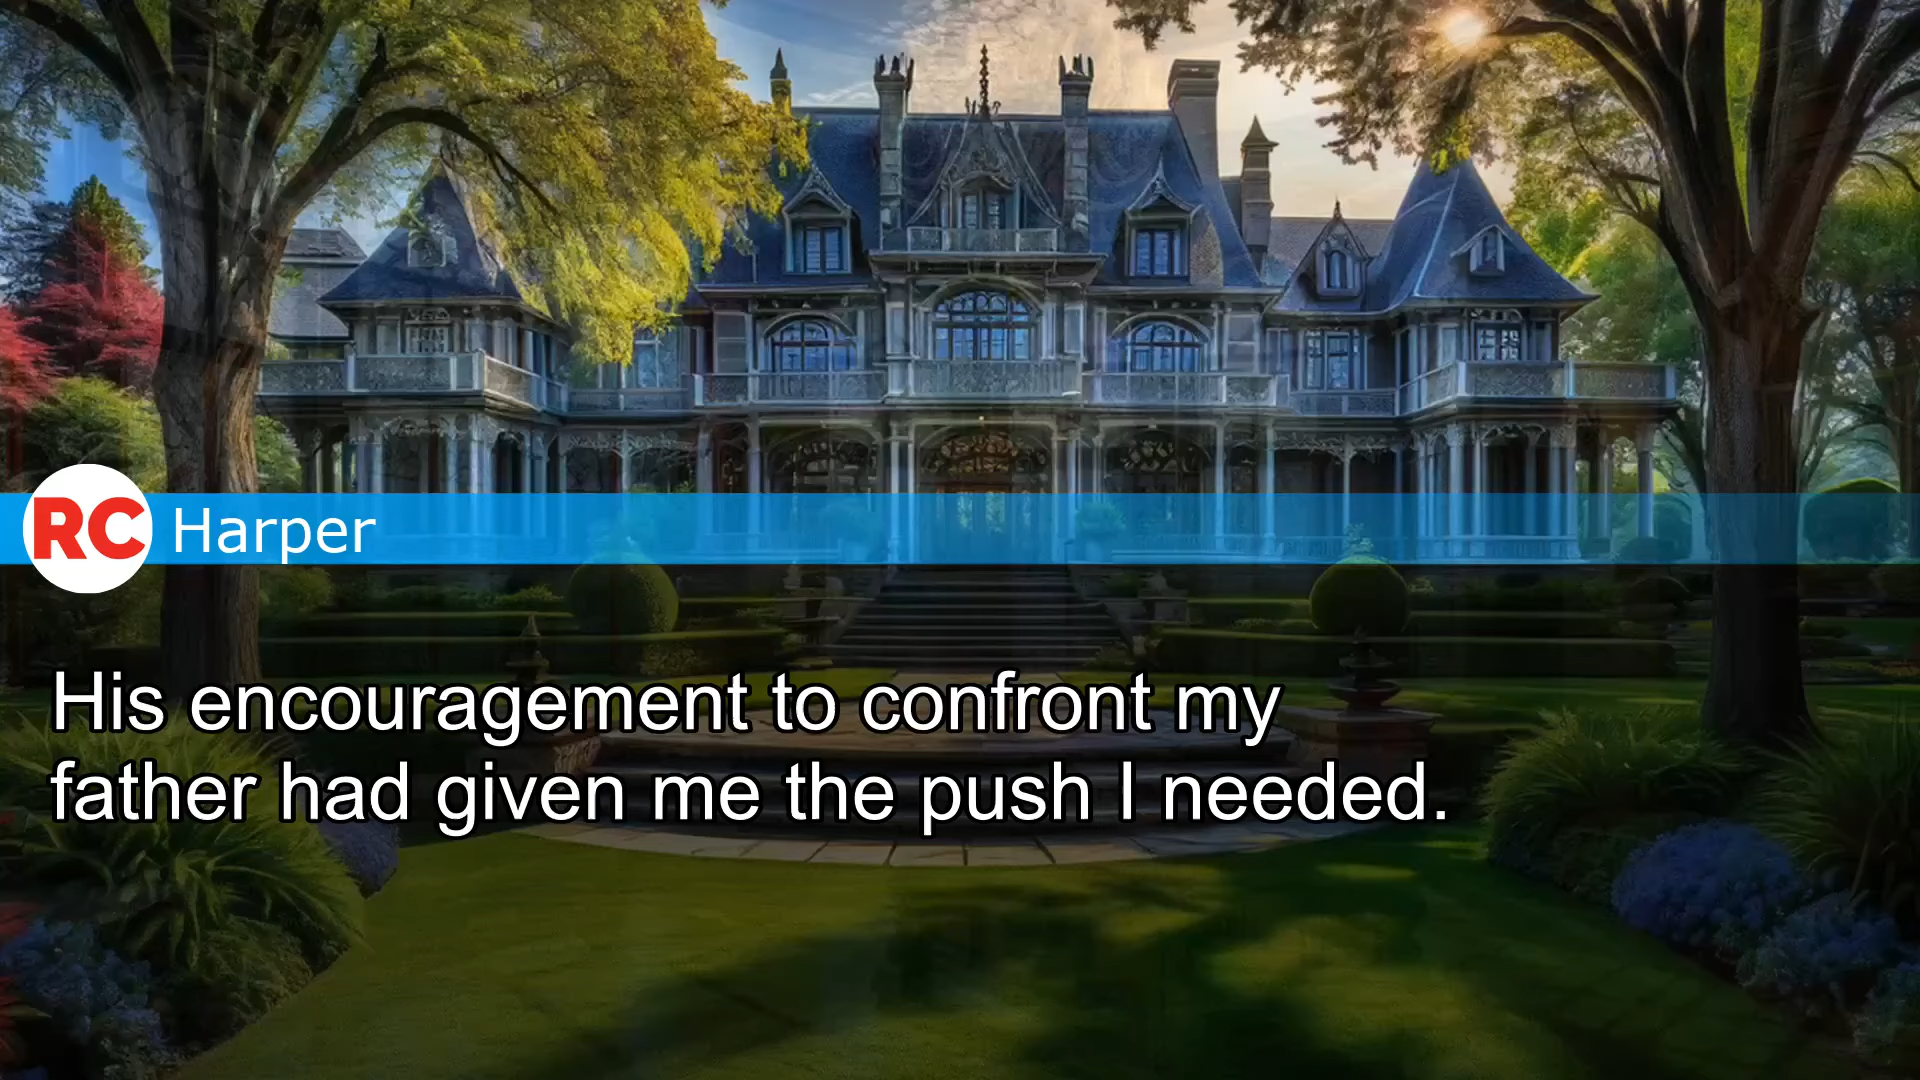 RC Harper
His encouragement to confront my
father had given me the push I needed.